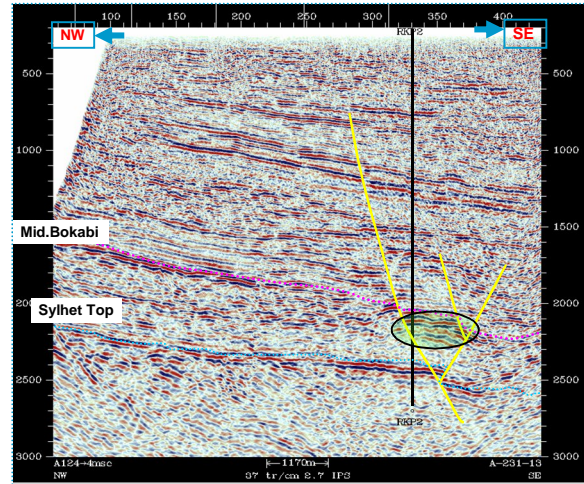 100 150 200 250 300 350 400
NW SE
RKP2
500 500
1000 1000
1500 1500
Mid.Bokabi
2000 2000
Sylhet Top
2500 2500
RKP2
3000 3000
A124→4msc ←1170m→ A-231-13
NW 37 tr/cm 2.7 IPS SE